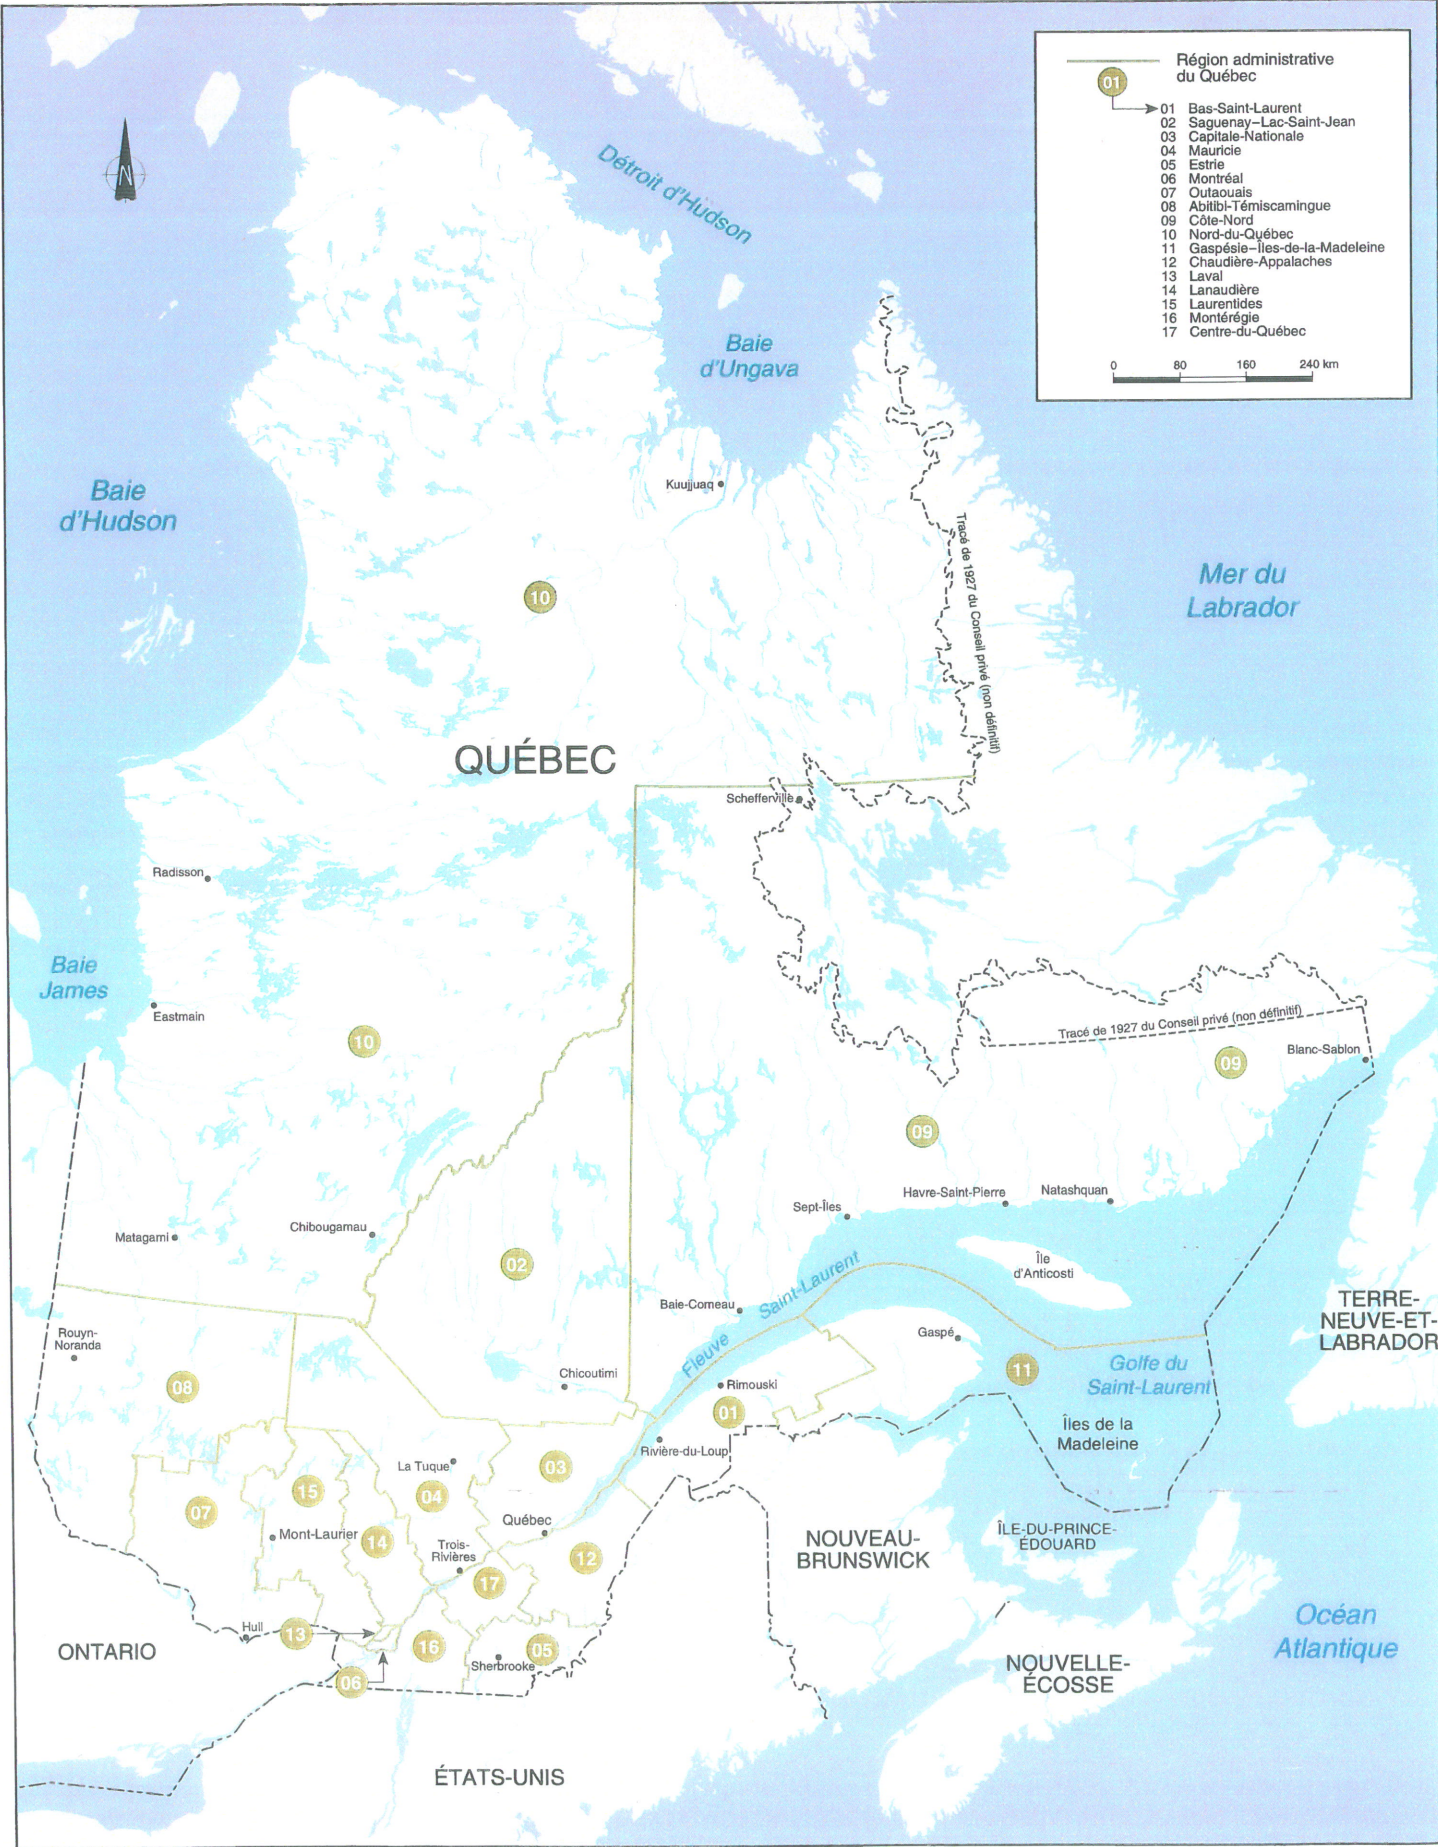 Région administrative
du Québec
01
01 Bas-Saint-Laurent
02 Saguenay–Lac-Saint-Jean
03 Capitale-Nationale
04 Mauricie
05 Estrie
06 Montréal
07 Outaouais
08 Abitibi-Témiscamingue
09 Côte-Nord
10 Nord-du-Québec
11 Gaspésie–Îles-de-la-Madeleine
12 Chaudière-Appalaches
13 Laval
14 Lanaudière
15 Laurentides
16 Montérégie
17 Centre-du-Québec
0 80 160 240 km
N
Détroit d'Hudson
Baie
d'Ungava
Kuujjuaq
Baie
d'Hudson
Tracé de 1927 du Conseil privé (non définitif)
Mer du
Labrador
10
QUÉBEC
Schefferville
Radisson
Baie
James
Eastmain
10
Tracé de 1927 du Conseil privé (non définitif)
Blanc-Sablon
09
09
Havre-Saint-Pierre
Natashquan
Sept-Îles
Matagami
Chibougamau
02
Île
d'Anticosti
Baie-Comeau
Fleuve Saint-Laurent
TERRE-
NEUVE-ET-
LABRADOR
Rouyn-
Noranda
Gaspé
08
Chicoutimi
Rimouski
11
Golfe du
Saint-Laurent
01
Îles de la
Madeleine
Rivière-du-Loup
La Tuque
03
15
04
07
Mont-Laurier
14
Québec
Trois-
Rivières
12
17
NOUVEAU-
BRUNSWICK
ÎLE-DU-PRINCE-
ÉDOUARD
Hull
13
16
05
Sherbrooke
06
ONTARIO
Océan
Atlantique
NOUVELLE-
ÉCOSSE
ÉTATS-UNIS